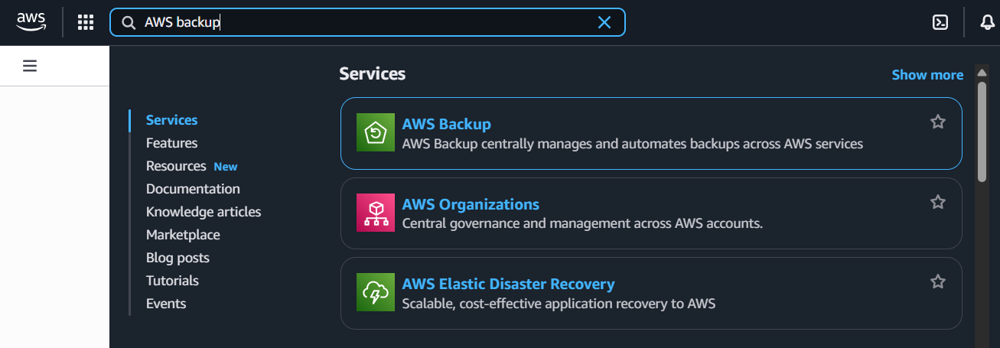 aws
AWS backup
Services
Features
Resources New
Documentation
Knowledge articles
Marketplace
Blog posts
Tutorials
Events
Services
Show more
AWS Backup
AWS Backup centrally manages and automates backups across AWS services
AWS Organizations
Central governance and management across AWS accounts.
AWS Elastic Disaster Recovery
Scalable, cost-effective application recovery to AWS